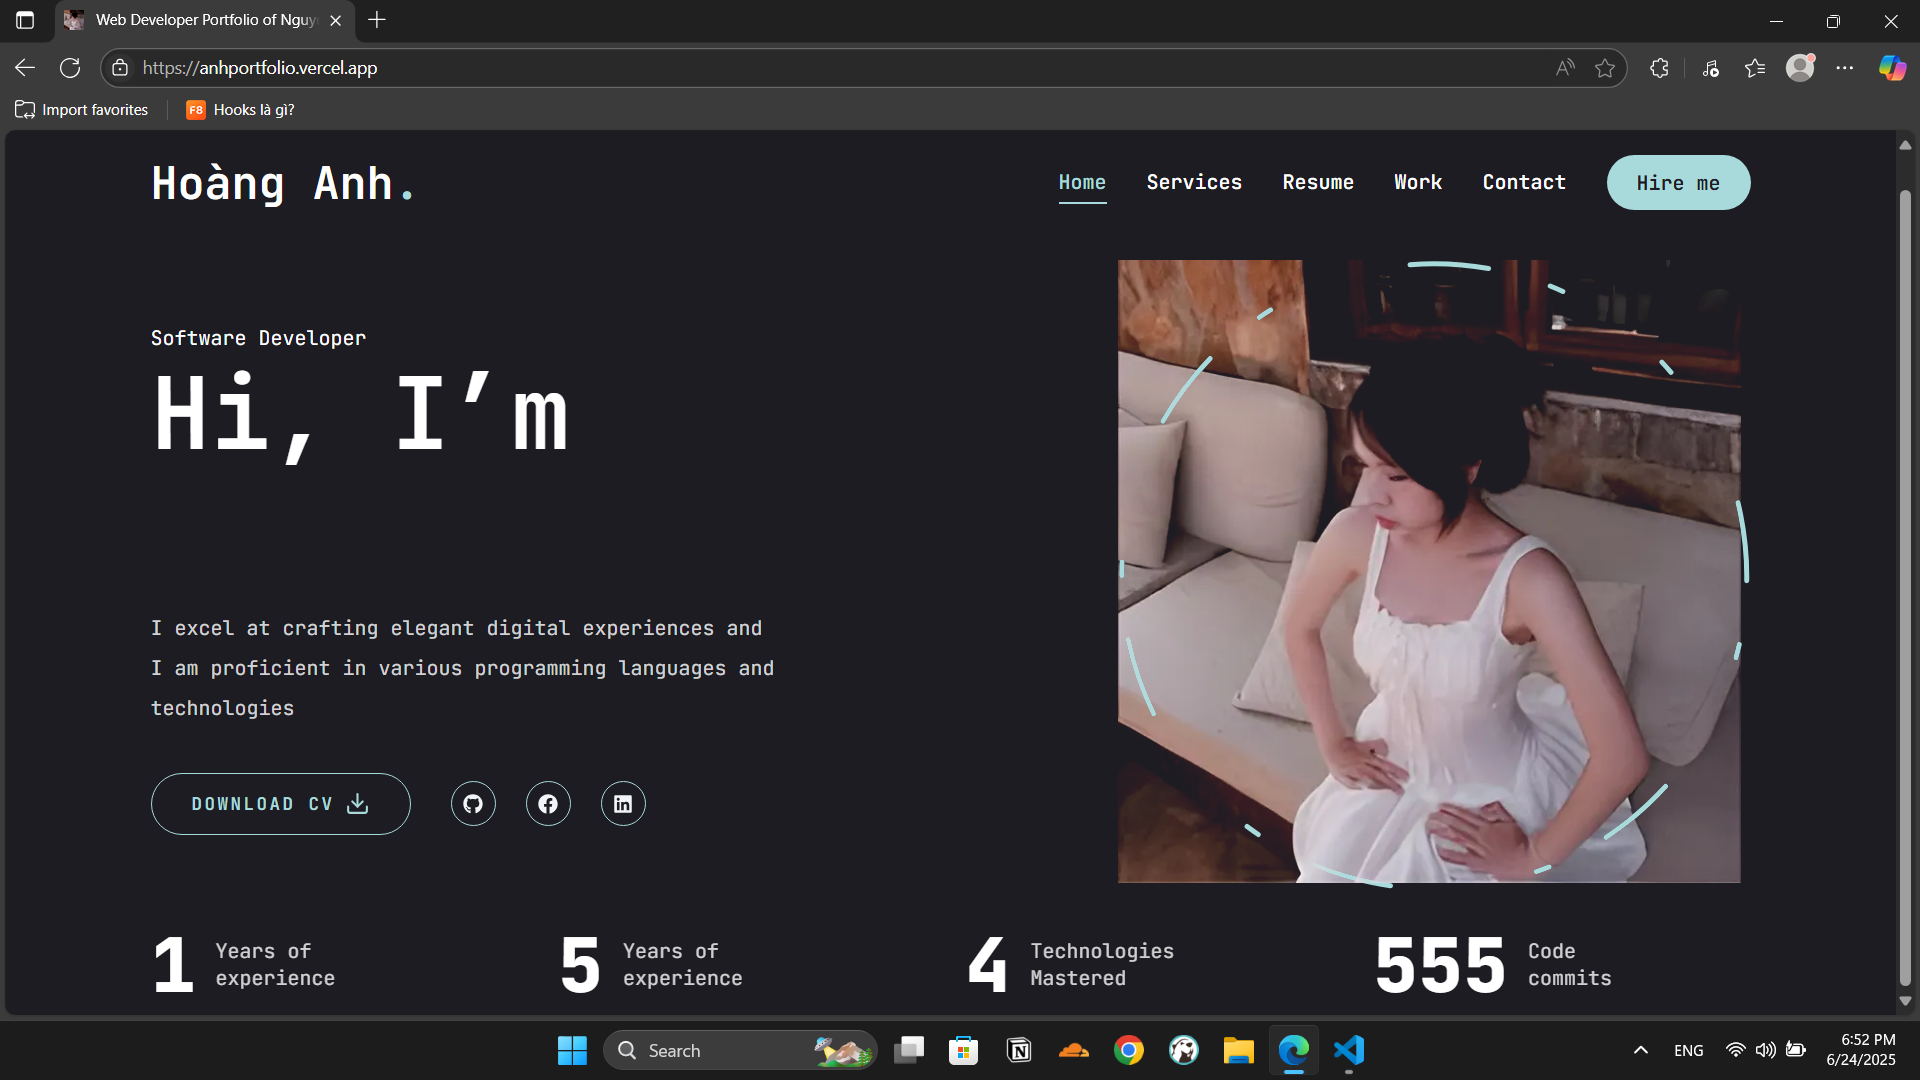 Web Developer Portfolio of Nguy
https://anhportfolio.vercel.app
Import favorites
F8
Hooks là gì?
Hoàng Anh.
Home
Services
Resume
Work
Contact
Hire me
Software Developer
Hi, I’m
I excel at crafting elegant digital experiences and
I am proficient in various programming languages and
technologies
DOWNLOAD CV
1
Years of
experience
5
Years of
experience
4
Technologies
Mastered
555
Code
commits
Search
ENG
6:52 PM
6/24/2025